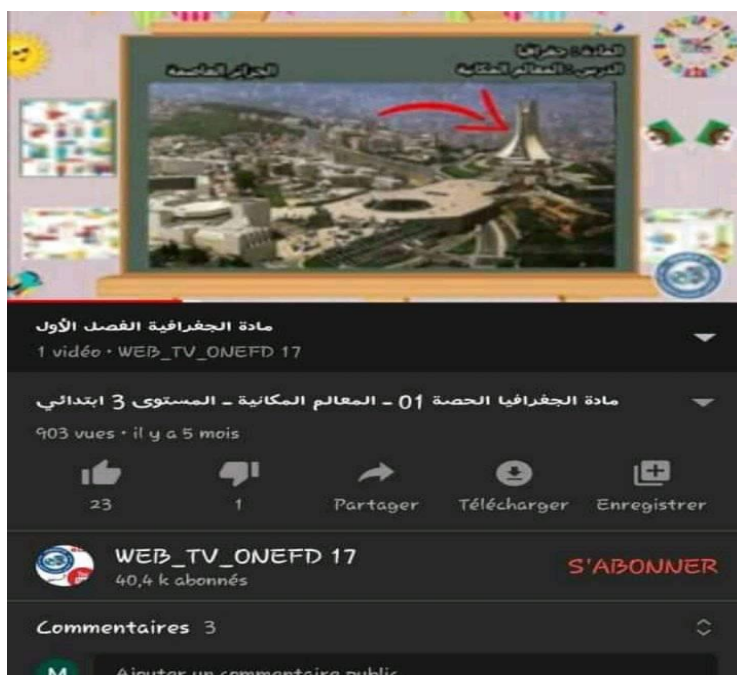 المادة: جغرافيا
الدرس: المعالم المكانية
الجزائر العاصمة
مادة الجغرافية الفصل الأول
1 vidéo • WEB_TV_ONEFD 17
مادة الجغرافيا الحصة 01 - المعالم المكانية - المستوى 3 ابتدائي
903 vues • il y a 5 mois
23
1
Partager
Télécharger
Enregistrer
WEB_TV_ONEFD 17
40,4 k abonnés
S'ABONNER
Commentaires 3
M
Ajouter un commentaire public